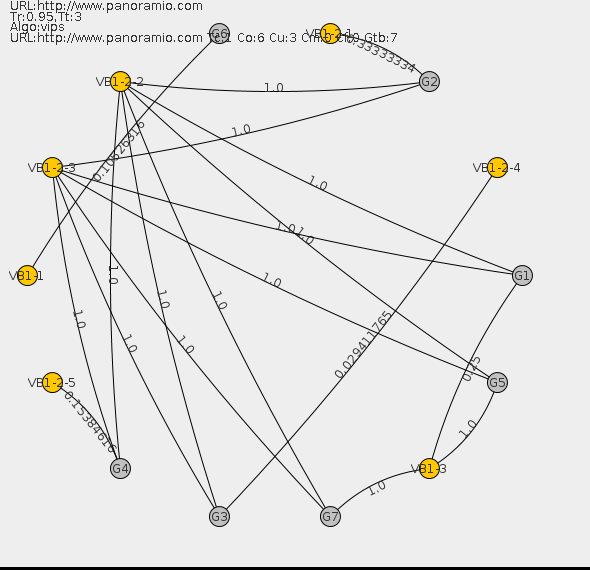 URL:http://www.panoramio.com
Tr:0.95,Tt:3
Algo:vips
URL:http://www.panoramio.com Tc:1 Co:6 Cu:3 Cm:0 Cf:0 Gtb:7
G6
VB1-2-1
0.33333334
VB1-2-2
1.0
G2
0.10526316
1.0
VB1-2-3
VB1-2-4
1.0
1.0
1.0
VB1-1
1.0
1.0
G1
1.0
1.0
1.0
1.0
1.0
0.029411765
0.25
VB1-2-5
G5
0.15384616
1.0
G4
VB1-3
1.0
G3
G7